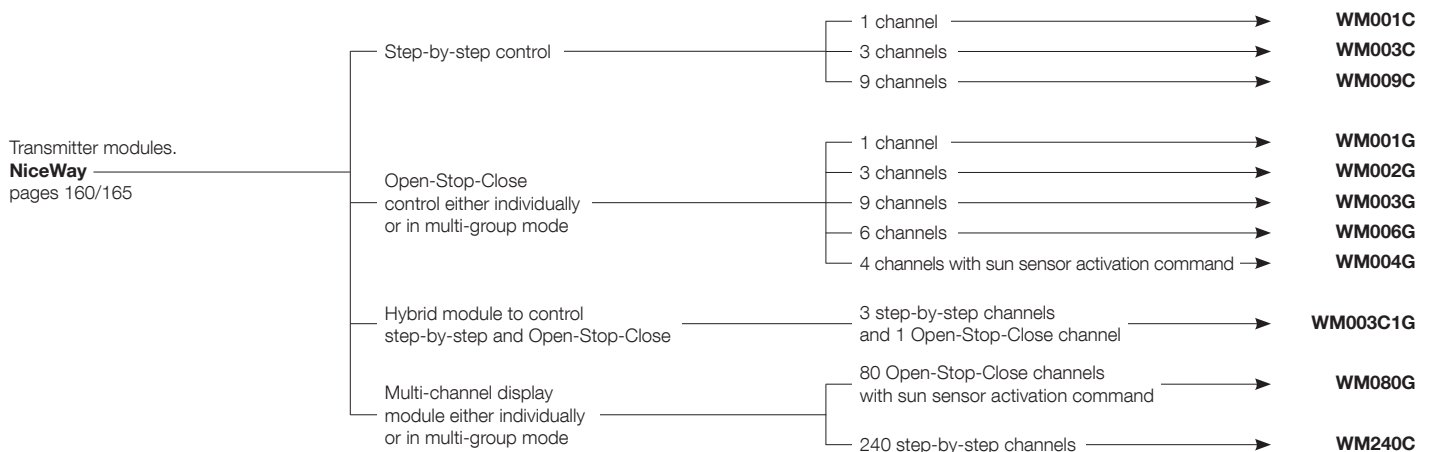 Transmitter modules.
NiceWay
pages 160/165
Step-by-step control
1 channel
WM001C
3 channels
WM003C
9 channels
WM009C
Open-Stop-Close
control either individually
or in multi-group mode
1 channel
WM001G
3 channels
WM002G
9 channels
WM003G
6 channels
WM006G
4 channels with sun sensor activation command
WM004G
Hybrid module to control
step-by-step and Open-Stop-Close
3 step-by-step channels
and 1 Open-Stop-Close channel
WM003C1G
Multi-channel display
module either individually
or in multi-group mode
80 Open-Stop-Close channels
with sun sensor activation command
WM080G
240 step-by-step channels
WM240C